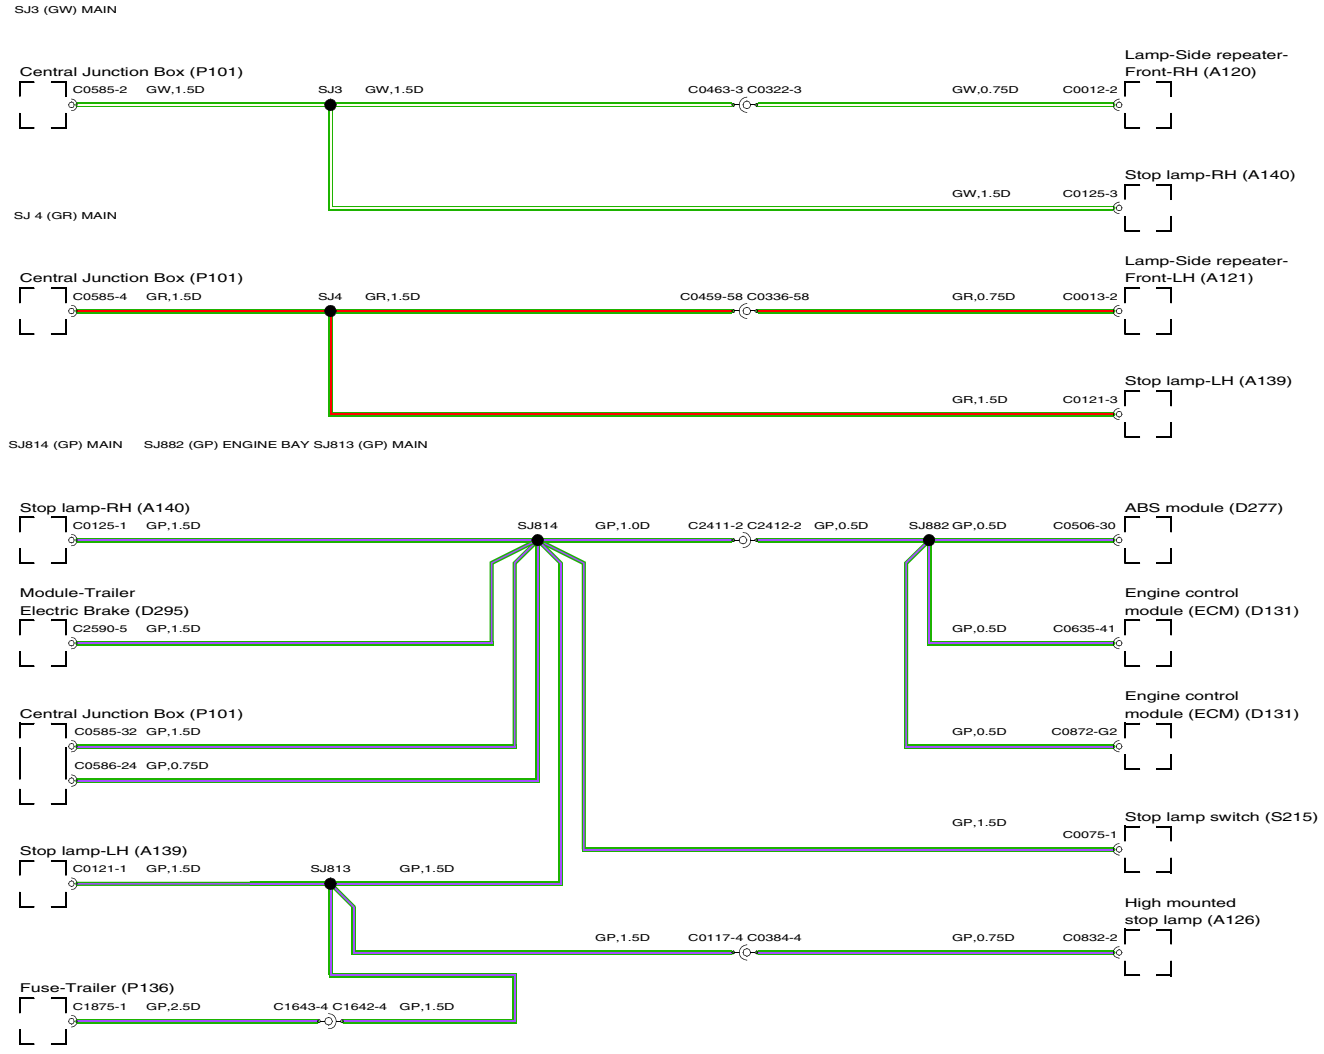 SJ3 (GW) MAIN
Lamp-Side repeater-
Central Junction Box (P101)
Front-RH (A120)
C0585-2 GW,1.5D SJ3 GW,1.5D C0463-3 C0322-3 GW,0.75D C0012-2
Stop lamp-RH (A140)
GW,1.5D C0125-3
SJ 4 (GR) MAIN
Lamp-Side repeater-
Central Junction Box (P101)
Front-LH (A121)
C0585-4 GR,1.5D SJ4 GR,1.5D C0459-58 C0336-58 GR,0.75D C0013-2
Stop lamp-LH (A139)
GR,1.5D C0121-3
SJ814 (GP) MAIN SJ882 (GP) ENGINE BAY SJ813 (GP) MAIN
Stop lamp-RH (A140) ABS module (D277)
C0125-1 GP,1.5D SJ814 GP,1.0D C2411-2 C2412-2 GP,0.5D SJ882 GP,0.5D C0506-30
Module-Trailer Engine control
Electric Brake (D295) module (ECM) (D131)
C2590-5 GP,1.5D GP,0.5D C0635-41
Engine control
Central Junction Box (P101) module (ECM) (D131)
C0585-32 GP,1.5D GP,0.5D C0872-G2
C0586-24 GP,0.75D
Stop lamp switch (S215)
GP,1.5D
C0075-1
Stop lamp-LH (A139)
C0121-1 GP,1.5D SJ813 GP,1.5D
High mounted
stop lamp (A126)
GP,1.5D C0117-4 C0384-4 GP,0.75D C0832-2
Fuse-Trailer (P136)
C1875-1 GP,2.5D C1643-4 C1642-4 GP,1.5D